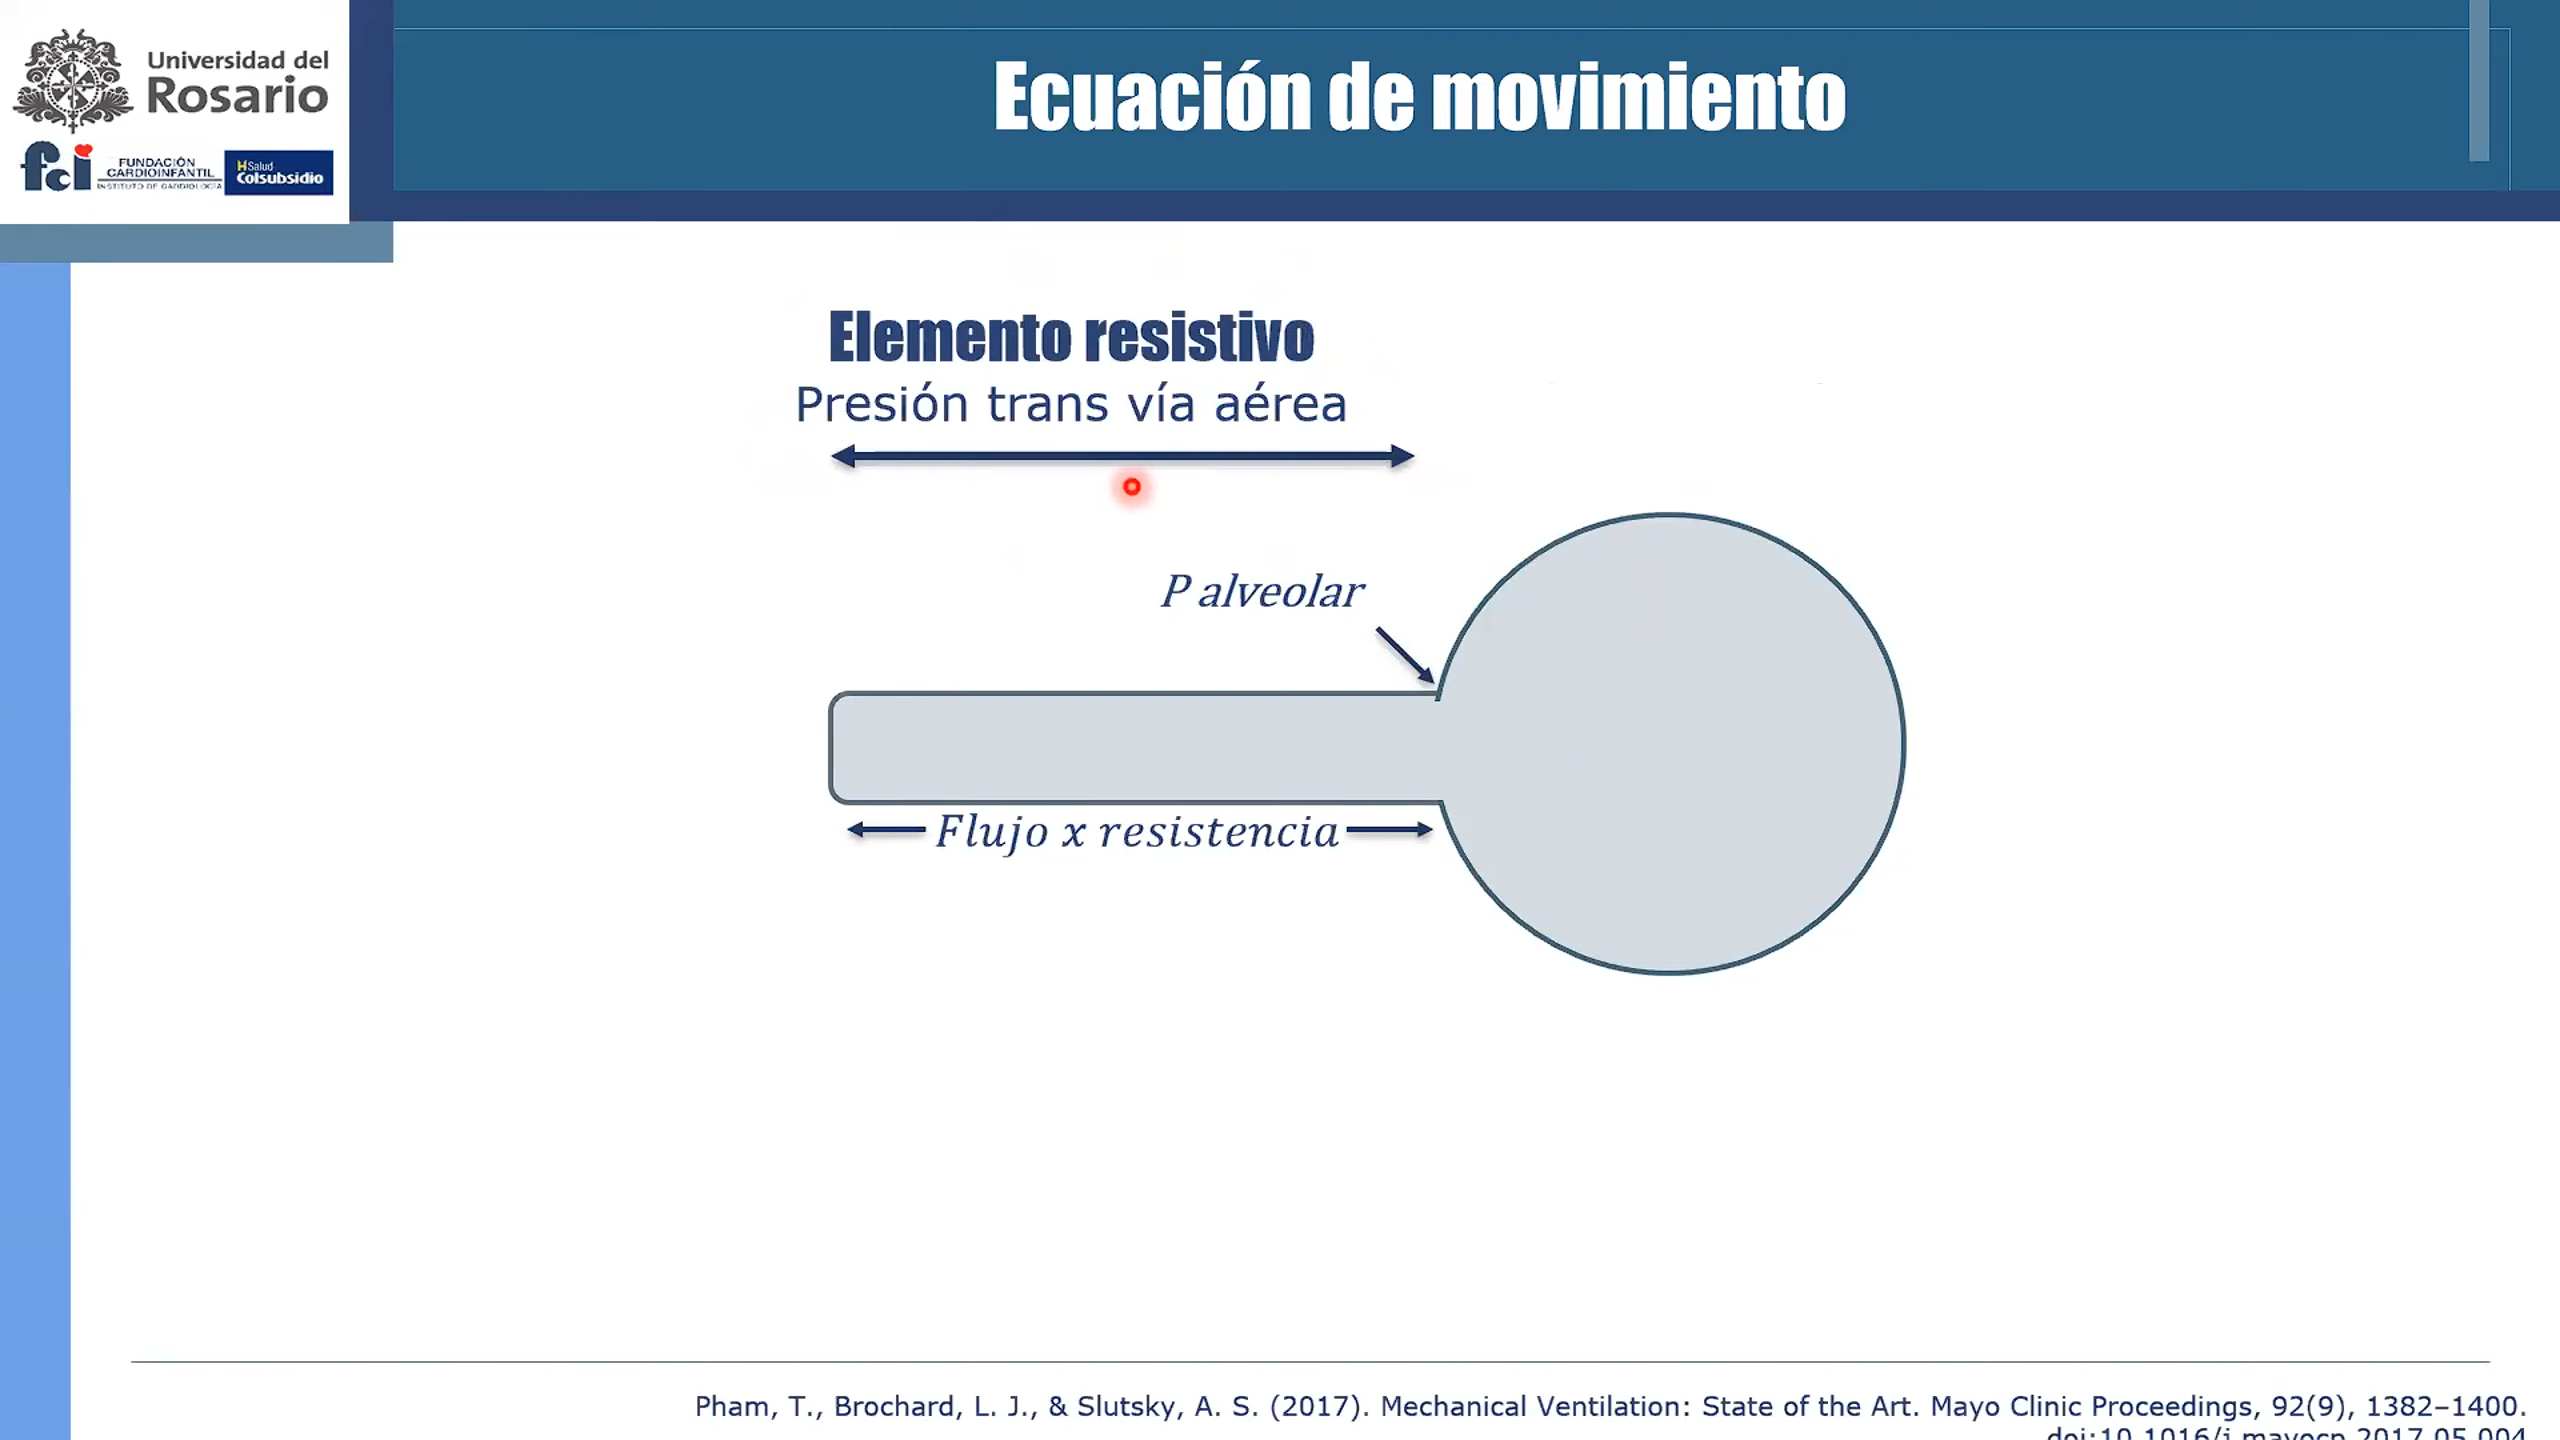 Universidad del
Rosario
fci
FUNDACIÓN
CARDIOINFANTIL
INSTITUTO DE CARDIOLOGÍA
Salud
Colsubsidio
Ecuación de movimiento
Elemento resistivo
Presión trans vía aérea
P alveolar
Flujo x resistencia
Pham, T., Brochard, L. J., & Slutsky, A. S. (2017). Mechanical Ventilation: State of the Art. Mayo Clinic Proceedings, 92(9), 1382–1400.
doi:10.1016/j.mayocp.2017.05.004